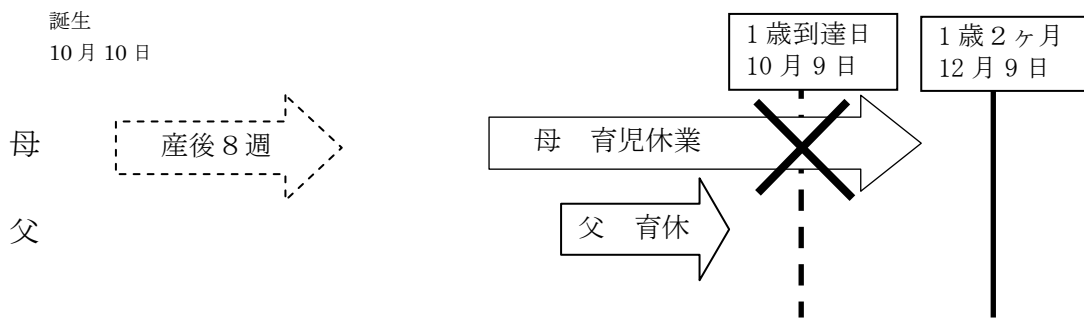 誕生
10月10日
1歳到達日
10月9日
1歳2ヶ月
12月9日
母
産後8週
母 育児休業
父
父 育休